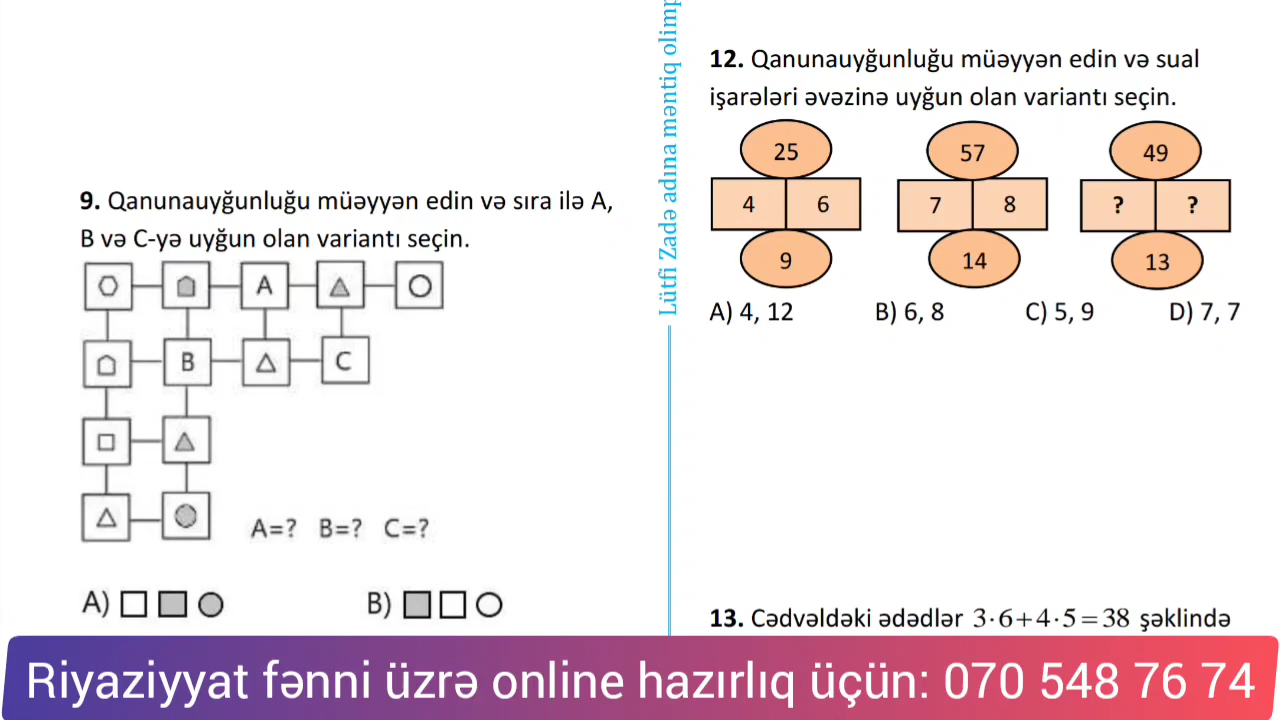 9. Qanunauyğunluğu müəyyən edin və sıra ilə A,
B və C-yə uyğun olan variantı seçin.
A
B
C
A=? B=? C=?
A)
B)
Lütfi Zadə adına məntiq
12. Qanunauyğunluğu müəyyən edin və sual
işarələri əvəzinə uyğun olan variantı seçin.
25 57 49
4 6 7 8 ? ?
9 14 13
A) 4, 12 B) 6, 8 C) 5, 9 D) 7, 7
13. Cədvəldəki ədədlər 3·6+4·5=38 şəklində
Riyaziyyat fənni üzrə online hazırlıq üçün: 070 548 76 74